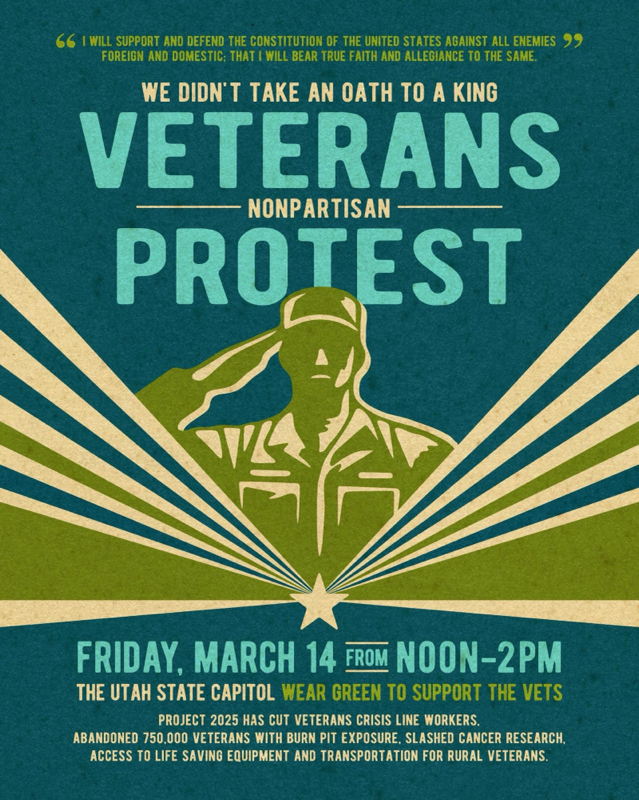 “ I WILL SUPPORT AND DEFEND THE CONSTITUTION OF THE UNITED STATES AGAINST ALL ENEMIES ”
FOREIGN AND DOMESTIC; THAT I WILL BEAR TRUE FAITH AND ALLEGIANCE TO THE SAME.
WE DIDN'T TAKE AN OATH TO A KING
VETERANS
NONPARTISAN
PROTEST
FRIDAY, MARCH 14 FROM NOON-2PM
THE UTAH STATE CAPITOL WEAR GREEN TO SUPPORT THE VETS
PROJECT 2025 HAS CUT VETERANS CRISIS LINE WORKERS,
ABANDONED 750,000 VETERANS WITH BURN PIT EXPOSURE, SLASHED CANCER RESEARCH,
ACCESS TO LIFE SAVING EQUIPMENT AND TRANSPORTATION FOR RURAL VETERANS.